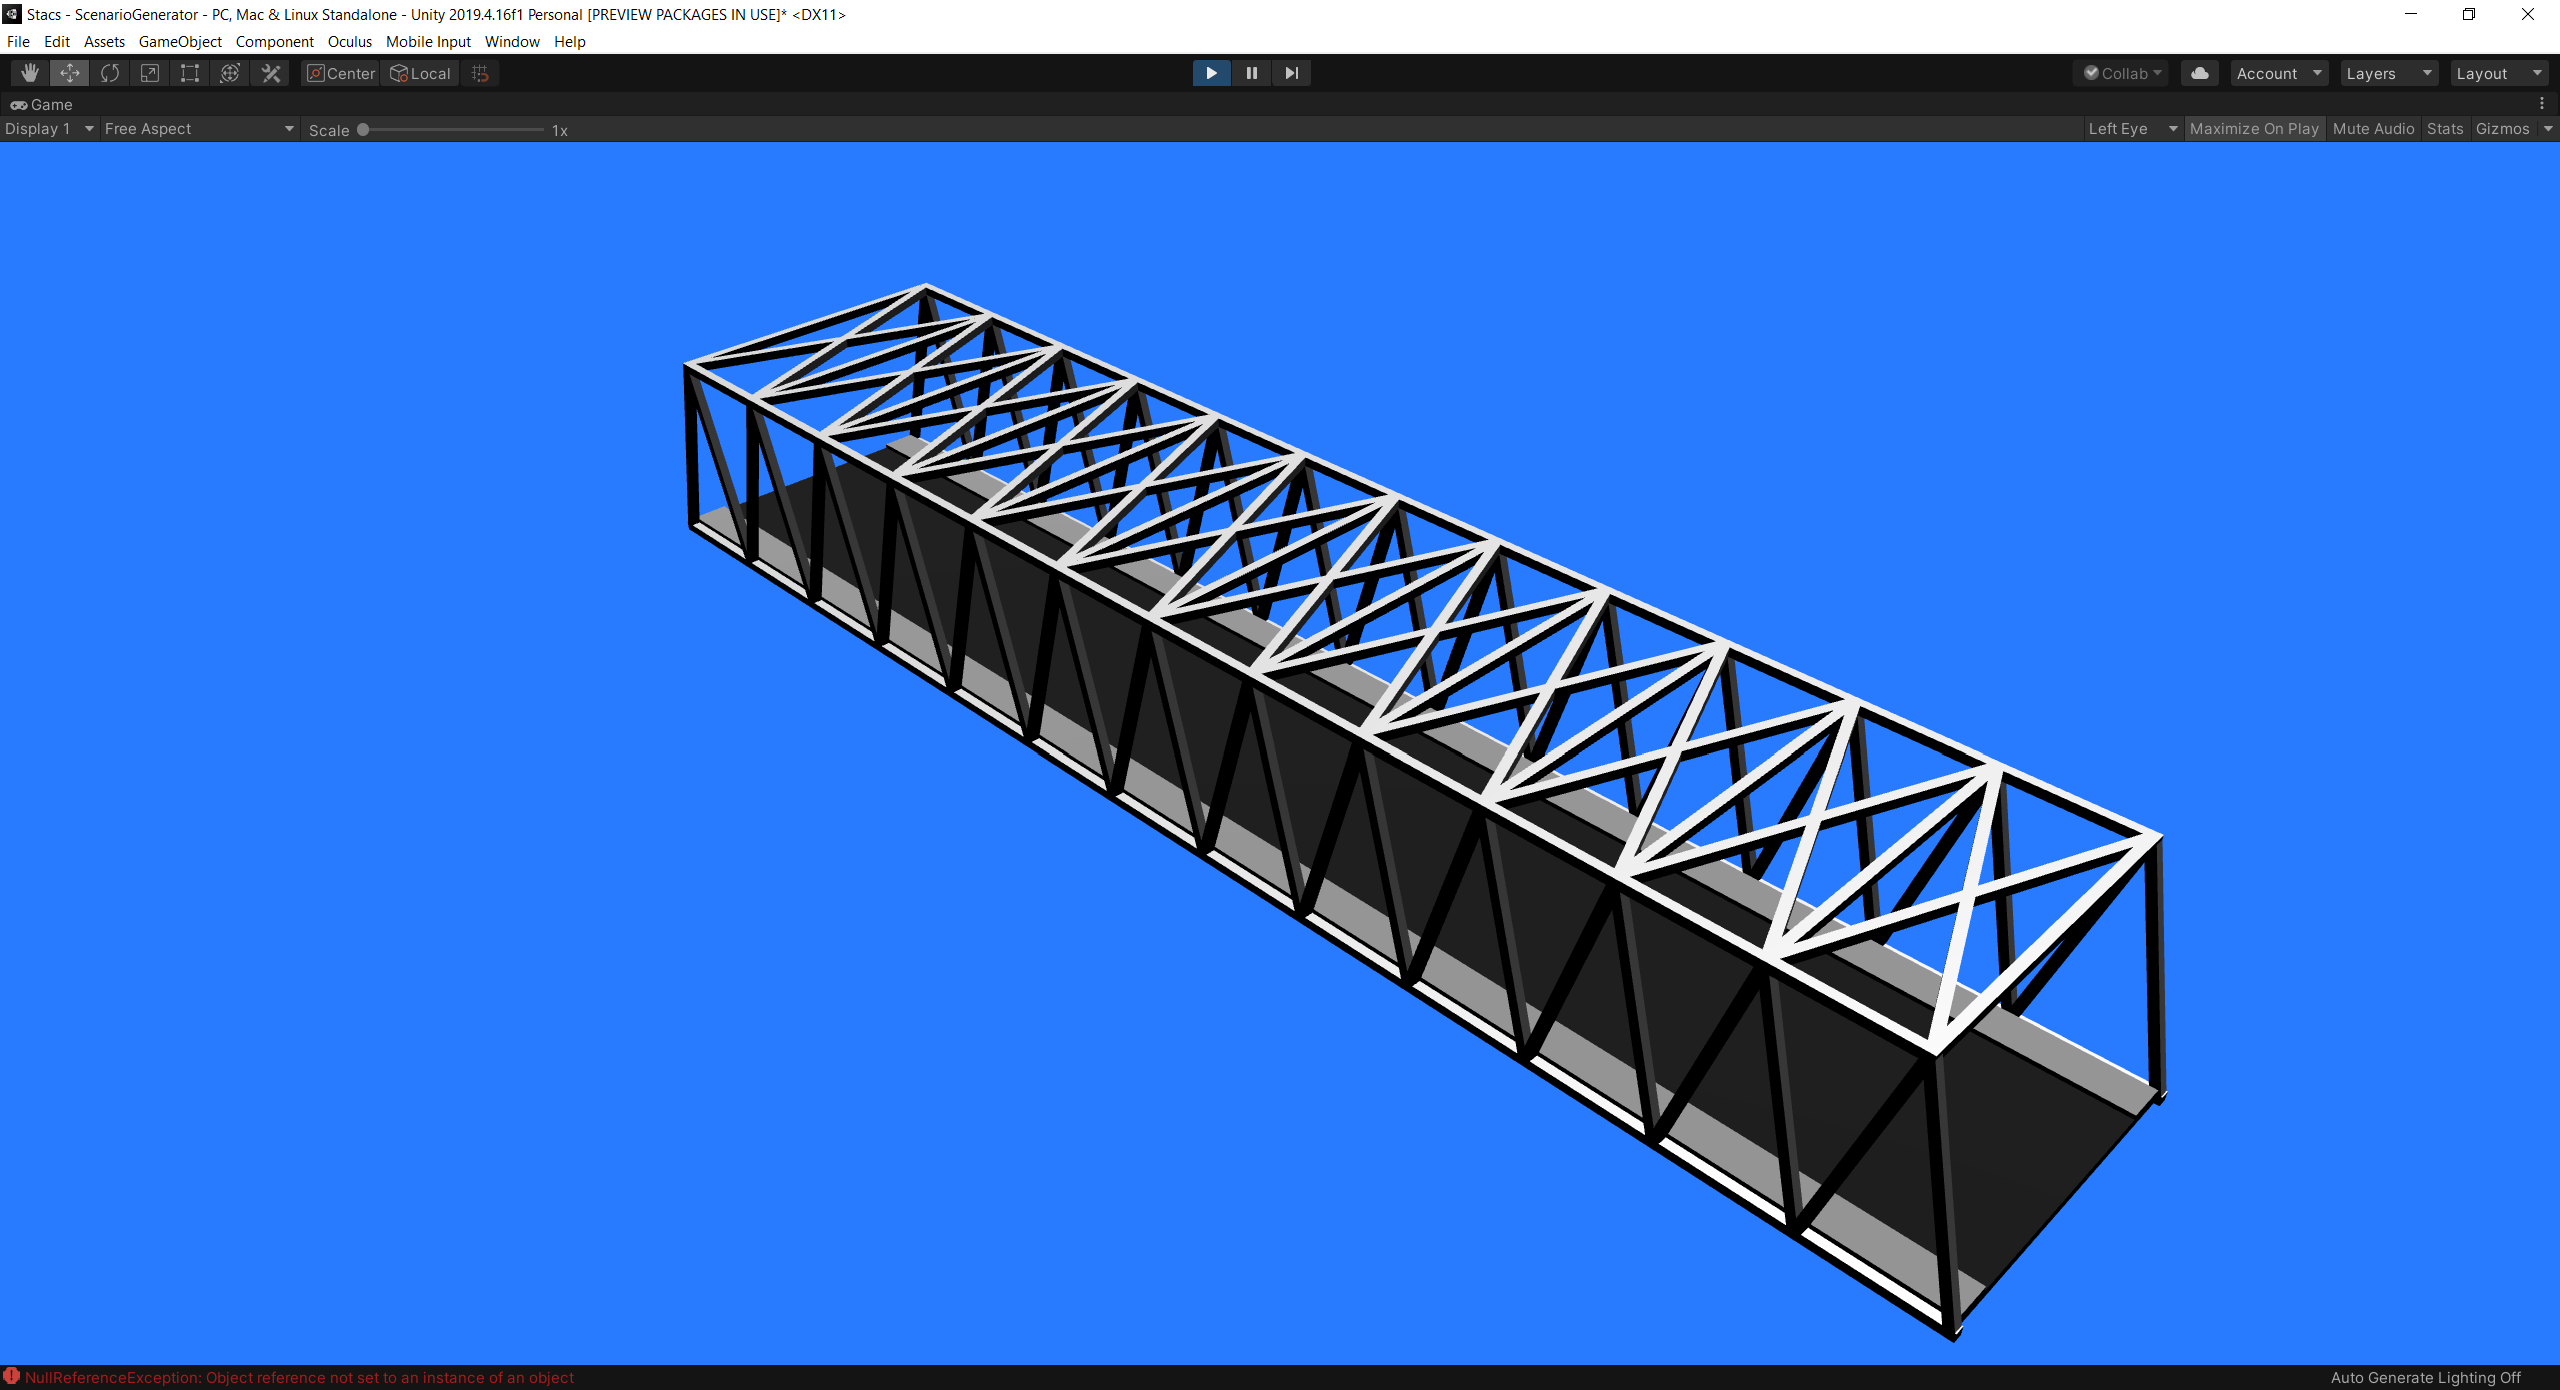 Stacs - ScenarioGenerator - PC, Mac & Linux Standalone - Unity 2019.4.16f1 Personal [PREVIEW PACKAGES IN USE]* <DX11>
File Edit Assets GameObject Component Oculus Mobile Input Window Help
Center Local Collab Account Layers Layout
Game
Display 1 Free Aspect Scale 1x Left Eye Maximize On Play Mute Audio Stats Gizmos
NullReferenceException: Object reference not set to an instance of an object Auto Generate Lighting Off